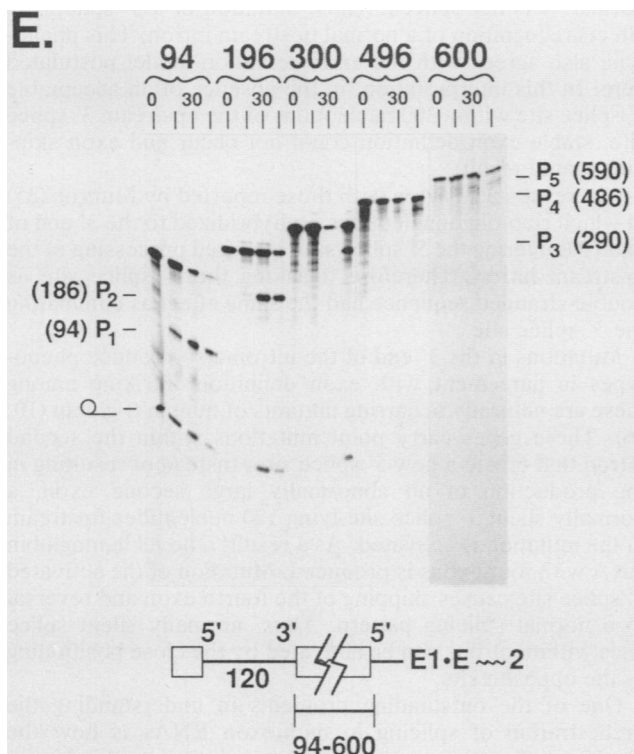 E.
94 196 300 496 600
0 30 0 30 0 30 0 30 0 30
P5 (590)
P4 (486)
P3 (290)
(186) P2
(94) P1
5' 3' 5'
E1·E 2
120
94-600